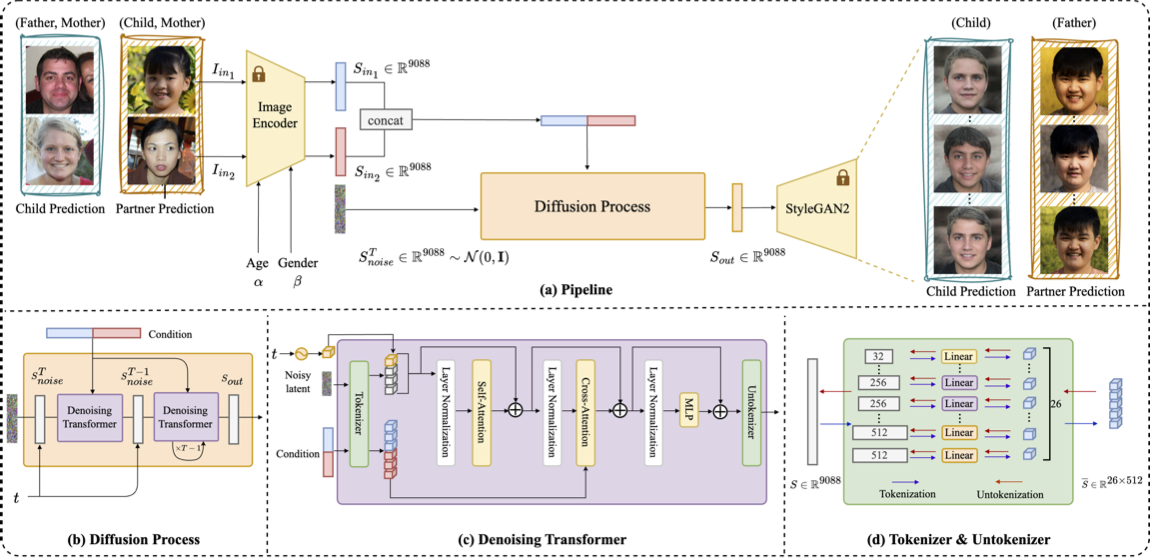 (Father, Mother)
(Child, Mother)
Child Prediction
Partner Prediction
I_{in_1}
I_{in_2}
Image
Encoder
Age
α
Gender
β
S_{in_1} ∈ ℝ^{9088}
concat
S_{in_2} ∈ ℝ^{9088}
S^T_{noise} ∈ ℝ^{9088} ∼ 𝒩(0, I)
Diffusion Process
S_{out} ∈ ℝ^{9088}
StyleGAN2
(Child)
(Father)
Child Prediction
Partner Prediction
(a) Pipeline
Condition
S^T_{noise}
S^{T-1}_{noise}
S_{out}
Denoising
Transformer
Denoising
Transformer
×T − 1
t
(b) Diffusion Process
t
Noisy
latent
Condition
Tokenizer
Layer Normalization
Self-Attention
Layer Normalization
Cross-Attention
Layer Normalization
MLP
Untokenizer
(c) Denoising Transformer
32
Linear
256
Linear
256
Linear
512
Linear
512
Linear
26
S ∈ ℝ^{9088}
S̅ ∈ ℝ^{26×512}
Tokenization
Untokenization
(d) Tokenizer & Untokenizer